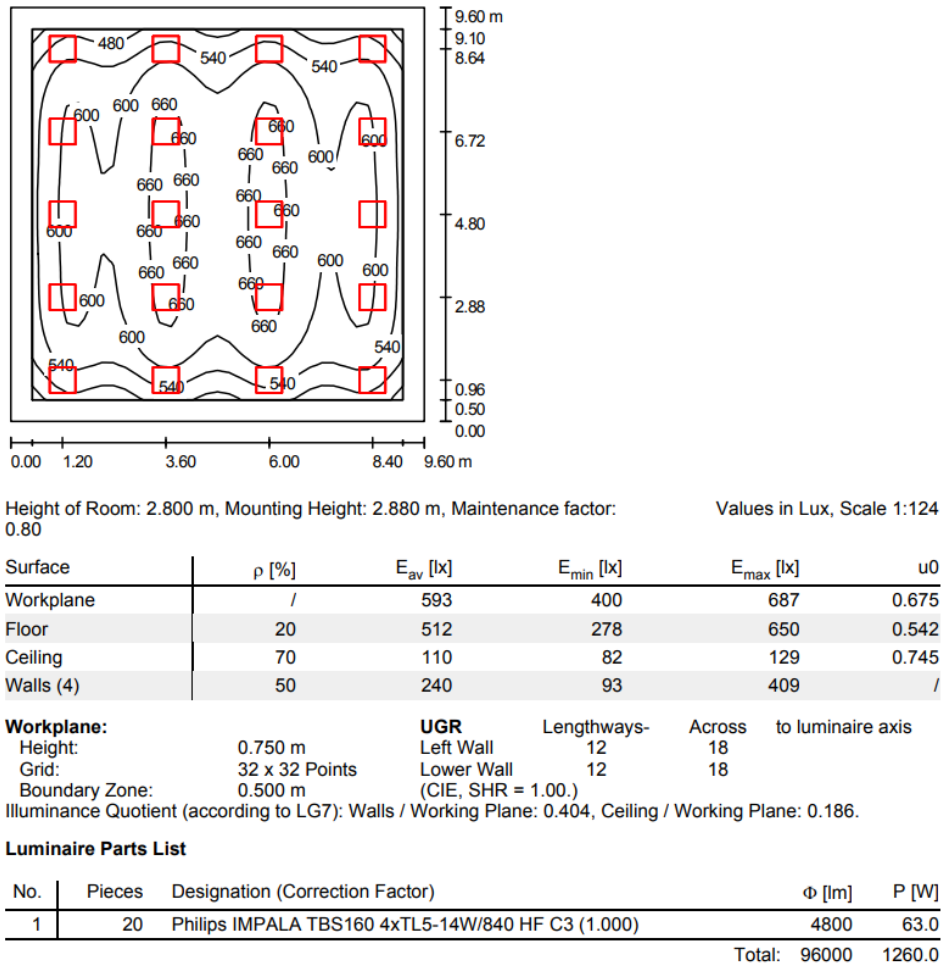 9.60 m
9.10
480
8.64
540
540
600
600
660
660
660
600
6.72
660
600
660
660
660
660
660
4.80
600
660
660
660
660
600
660
660
600
660
600
660
2.88
660
600
540
540
540
540
0.96
0.50
0.00
0.00 1.20 3.60 6.00 8.40 9.60 m
Height of Room: 2.800 m, Mounting Height: 2.880 m, Maintenance factor: Values in Lux, Scale 1:124
0.80
Surface ρ [%] Eav [lx] Emin [lx] Emax [lx] u0
Workplane / 593 400 687 0.675
Floor 20 512 278 650 0.542
Ceiling 70 110 82 129 0.745
Walls (4) 50 240 93 409 /
Workplane: UGR Lengthways- Across to luminaire axis
Height: 0.750 m Left Wall 12 18
Grid: 32 x 32 Points Lower Wall 12 18
Boundary Zone: 0.500 m (CIE, SHR = 1.00.)
Illuminance Quotient (according to LG7): Walls / Working Plane: 0.404, Ceiling / Working Plane: 0.186.
Luminaire Parts List
No. Pieces Designation (Correction Factor) Φ [lm] P [W]
1 20 Philips IMPALA TBS160 4xTL5-14W/840 HF C3 (1.000) 4800 63.0
Total: 96000 1260.0